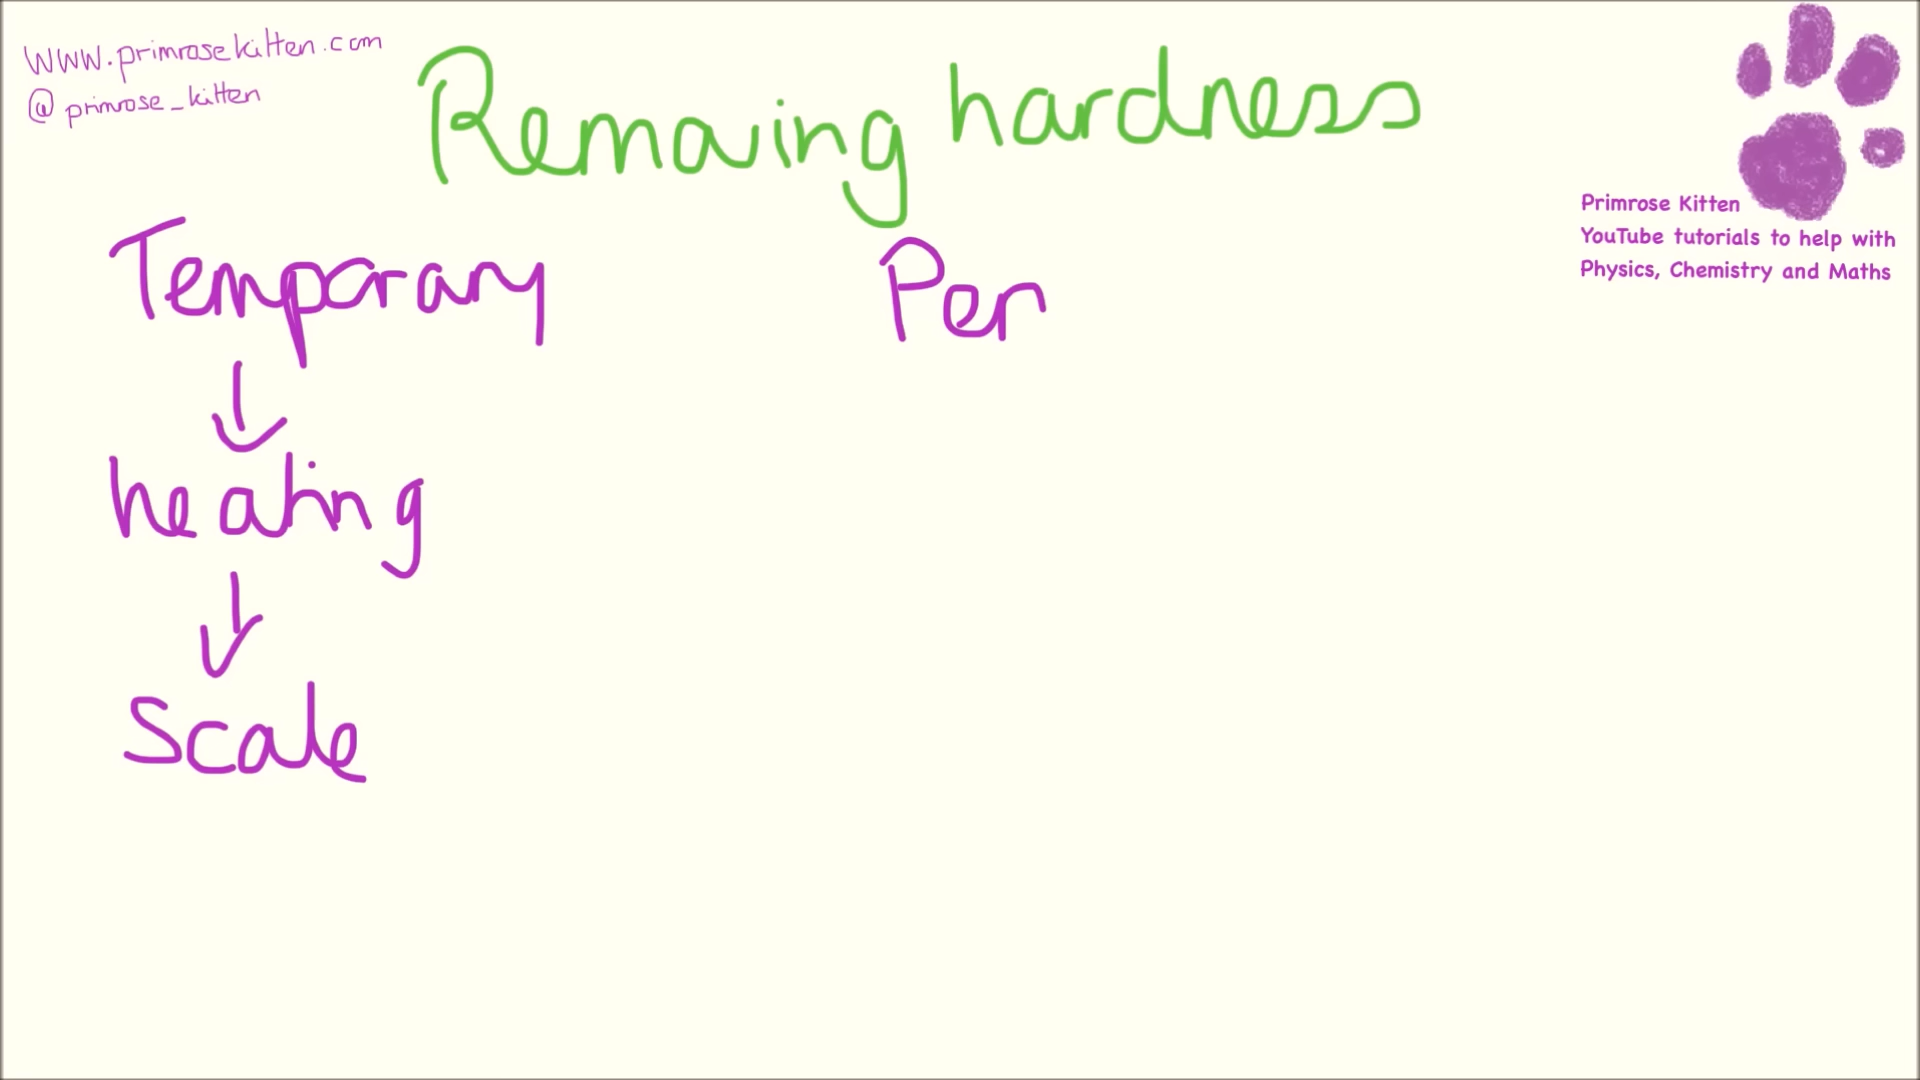 www.primrosekitten.com
@primrose_kitten
Removing hardness
Primrose Kitten
YouTube tutorials to help with
Physics, Chemistry and Maths
Temporary
Per
heating
Scale